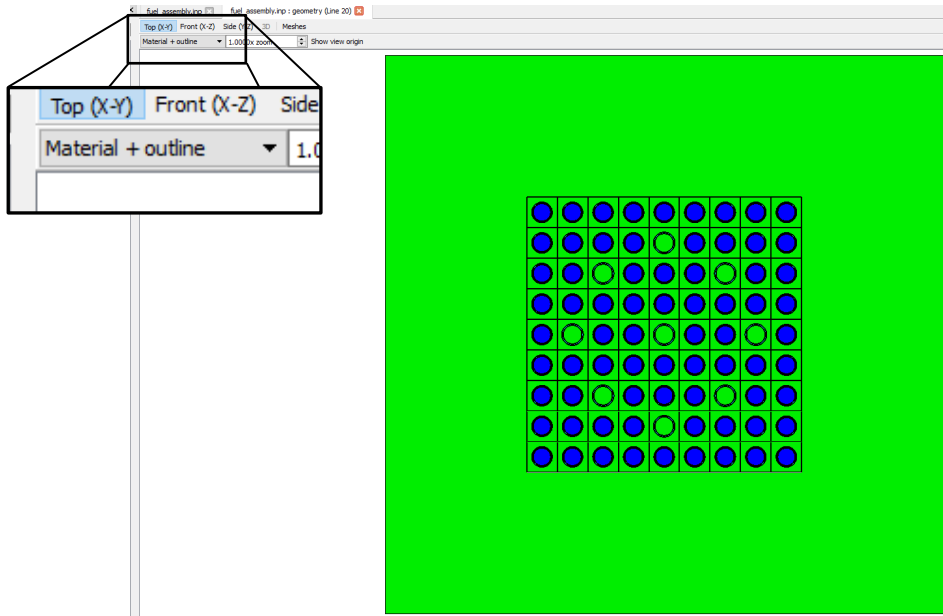 fuel_assembly.inp fuel_assembly.inp : geometry (Line 20)
Top (X-Y) Front (X-Z) Side (Y-Z) 3D Meshes
Material + outline 1.0000x zoom Show view origin
Top (X-Y) Front (X-Z) Side
Material + outline 1.0